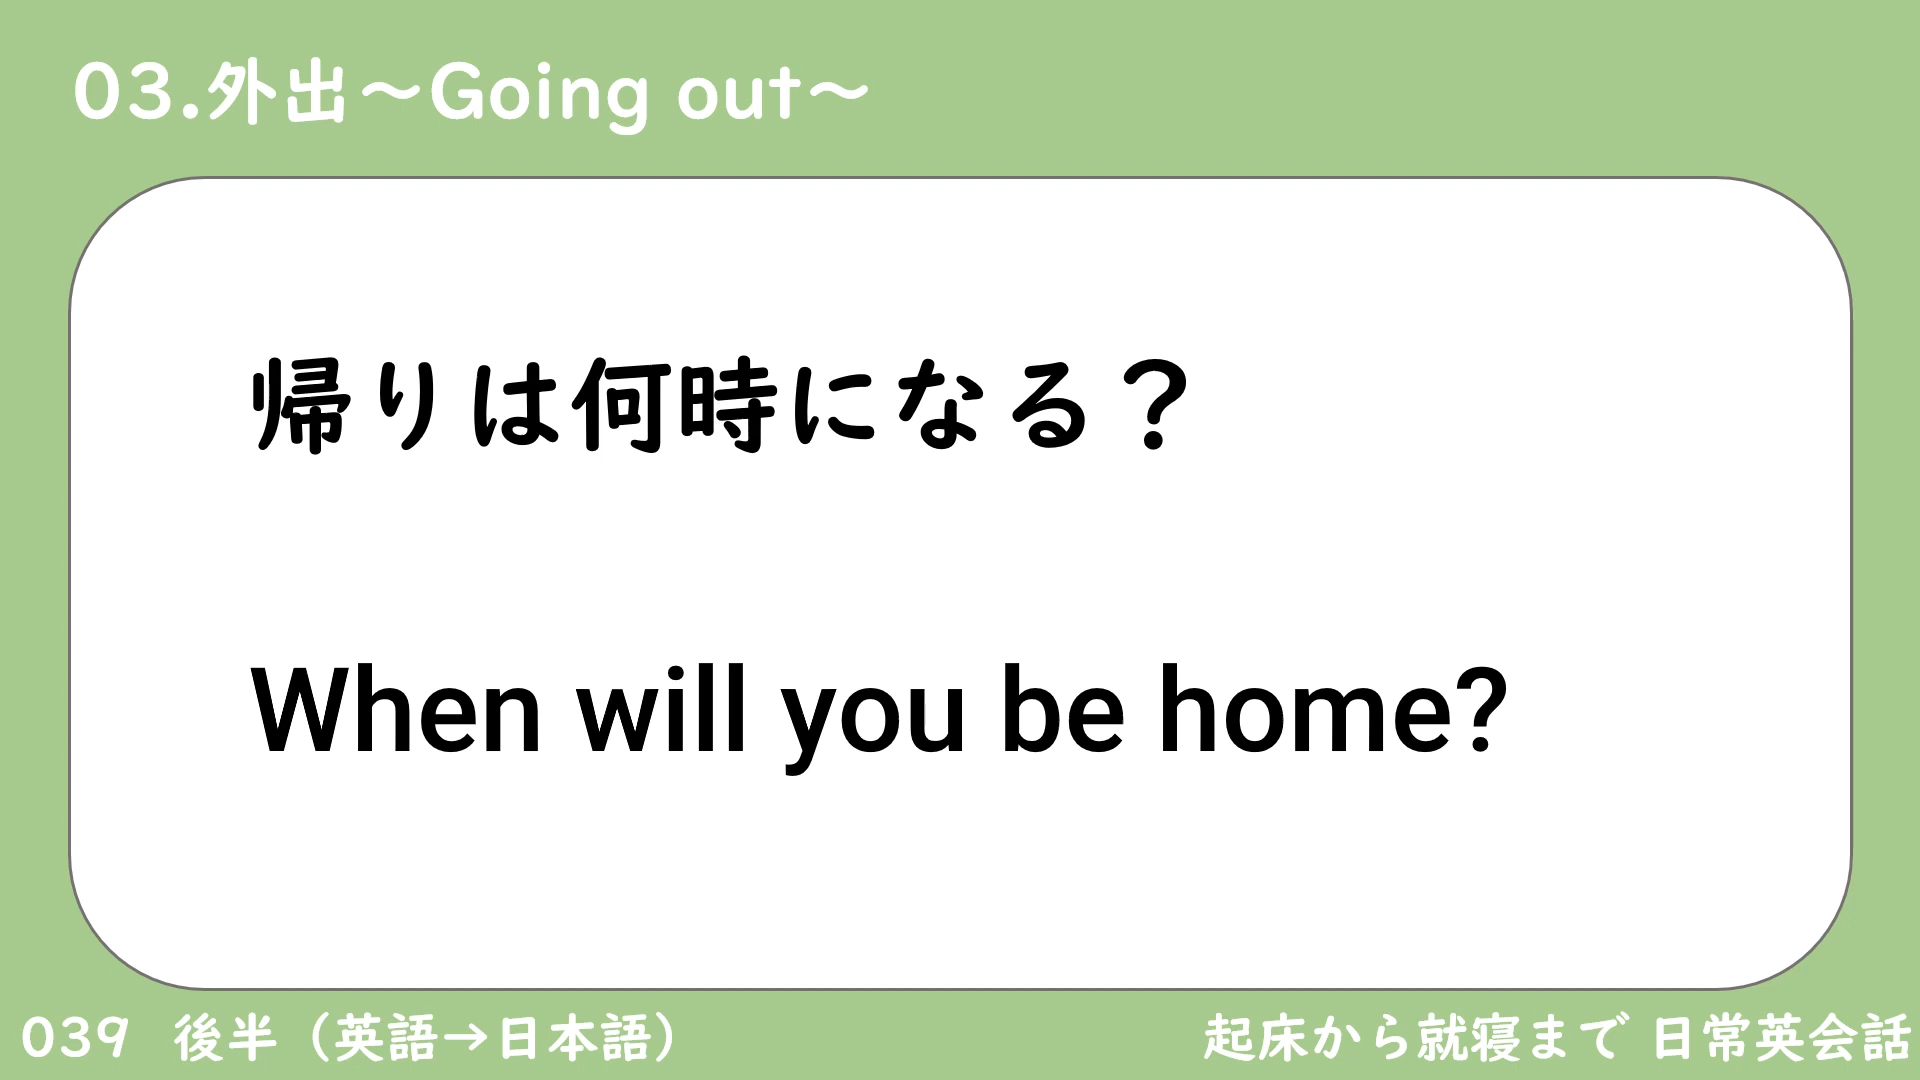 03.外出〜Going out〜
帰りは何時になる？
When will you be home?
039 後半（英語→日本語）
起床から就寝まで 日常英会話